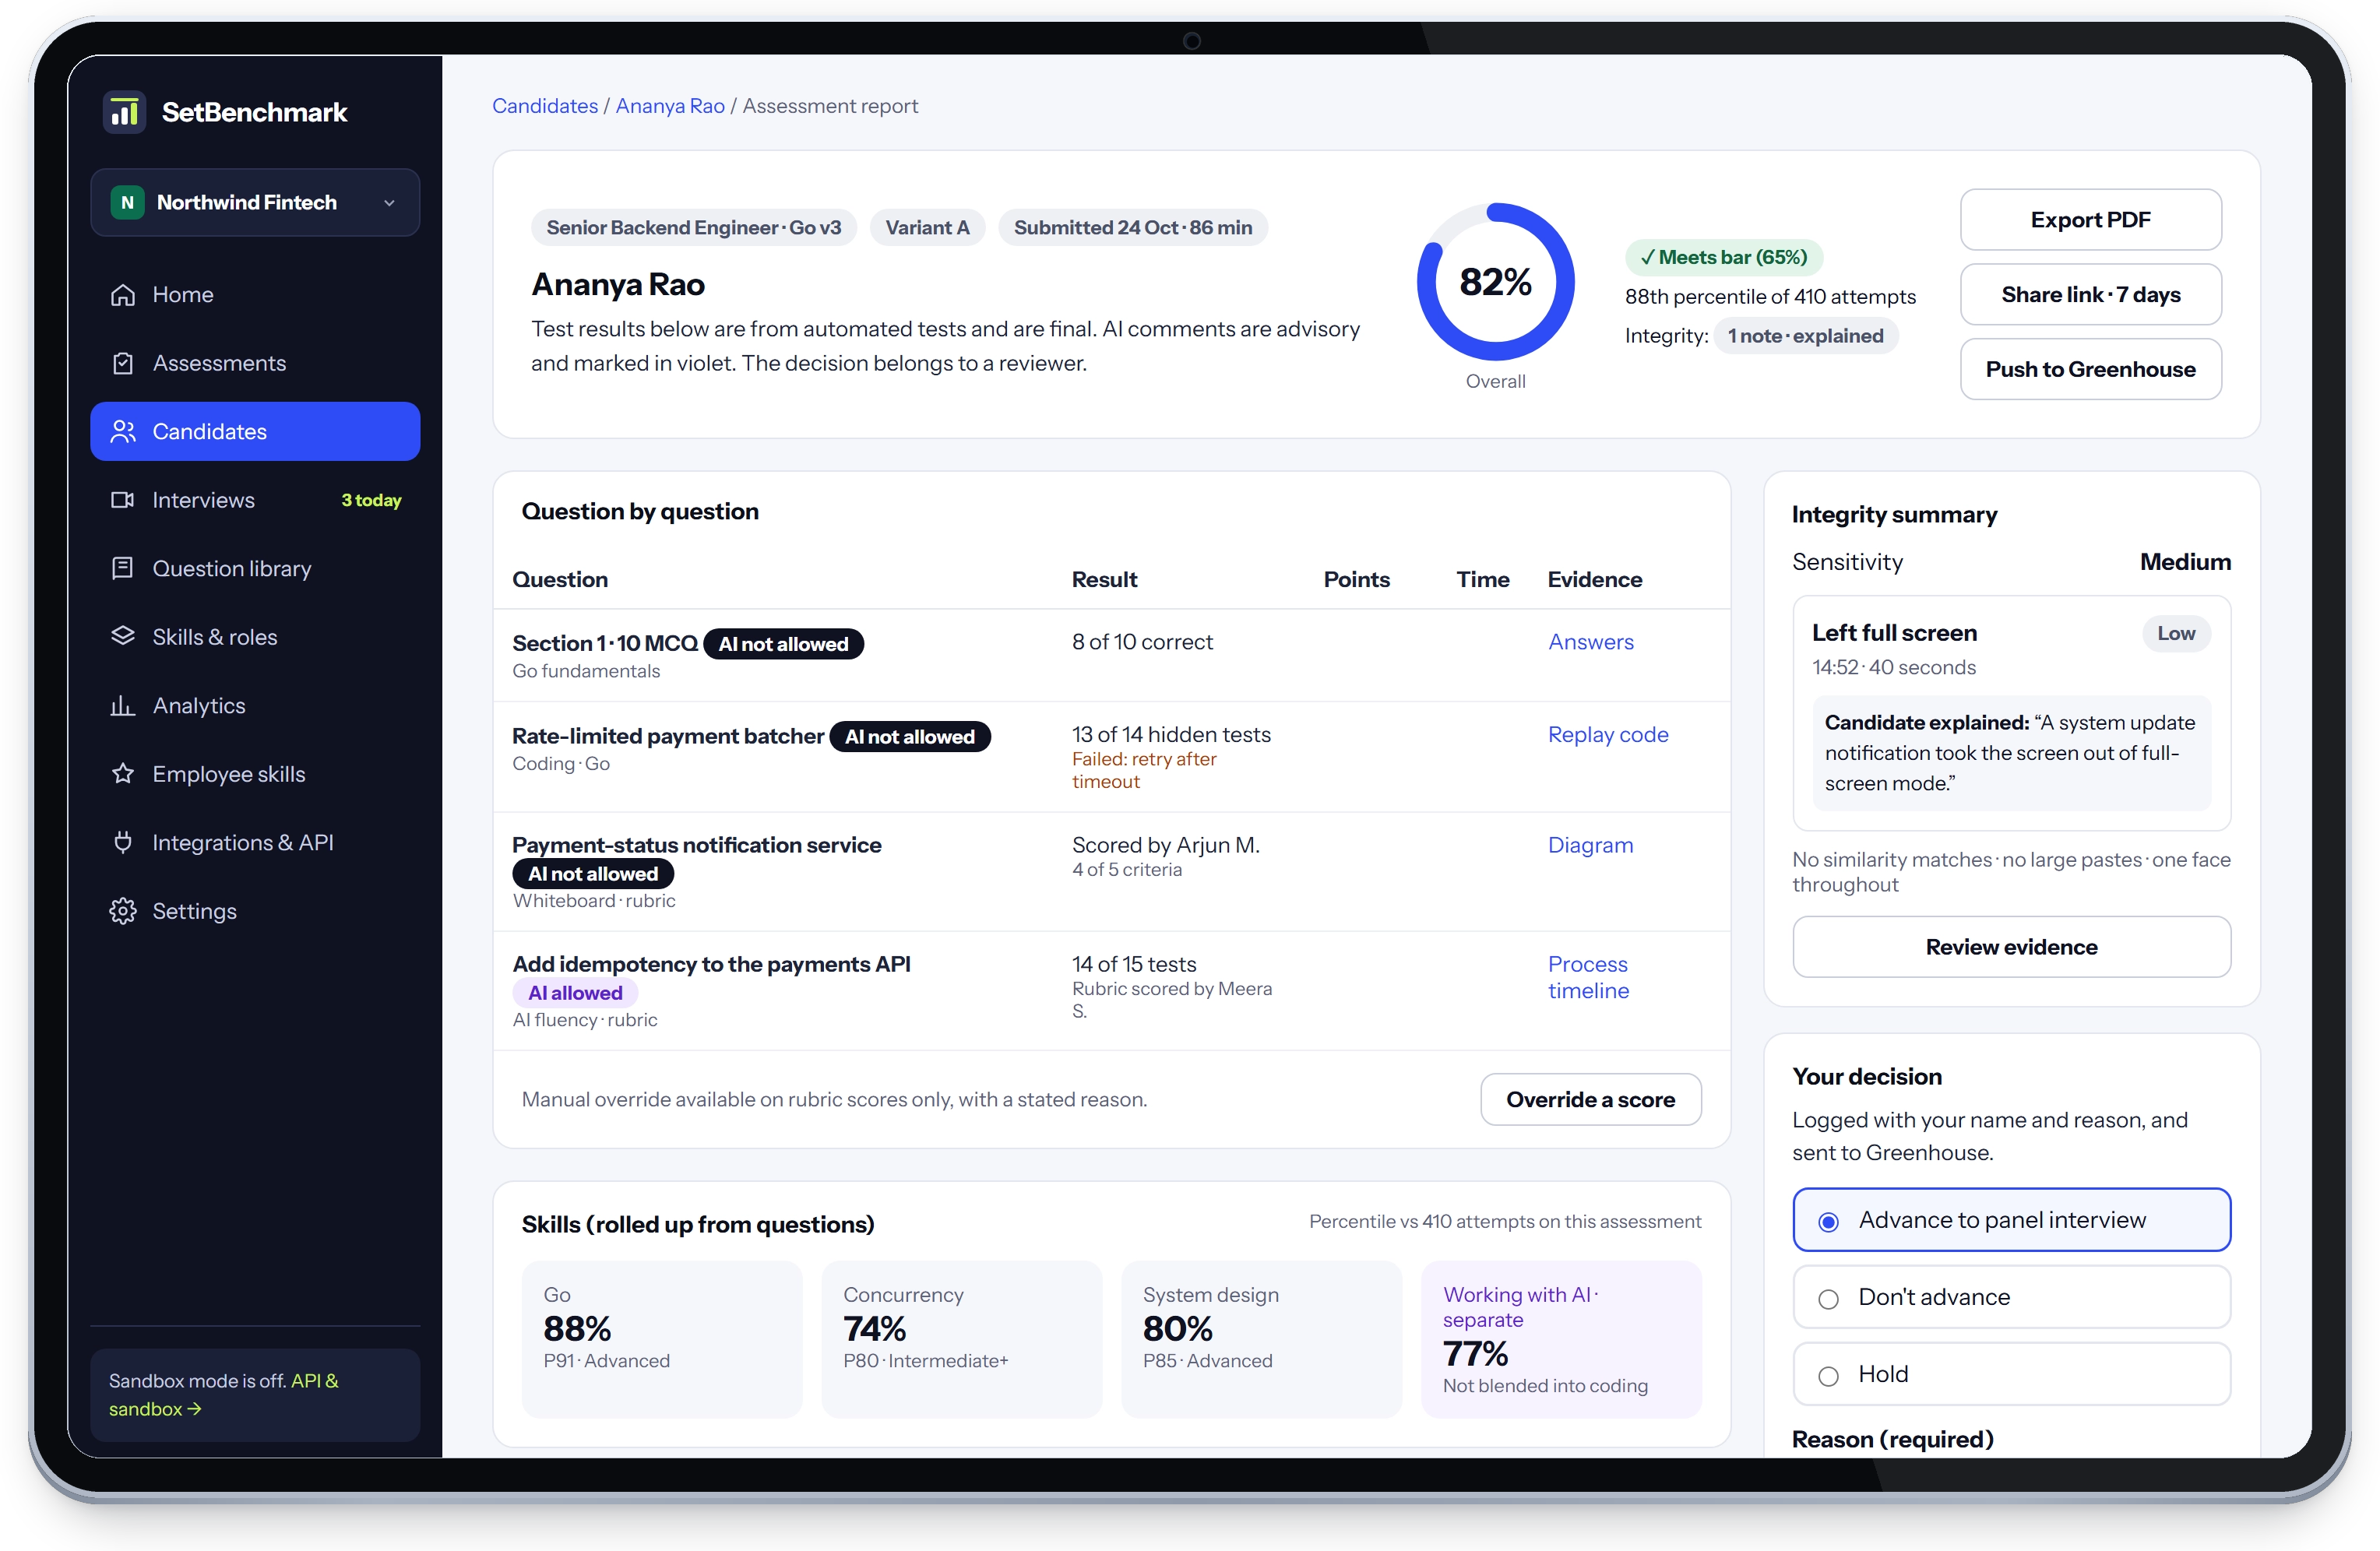 SetBenchmark
N Northwind Fintech
Home
Assessments
Candidates
Interviews 3 today
Question library
Skills & roles
Analytics
Employee skills
Integrations & API
Settings
Sandbox mode is off. API &
sandbox →
Candidates / Ananya Rao / Assessment report
Senior Backend Engineer · Go v3 Variant A Submitted 24 Oct · 86 min
Ananya Rao
Test results below are from automated tests and are final. AI comments are advisory
and marked in violet. The decision belongs to a reviewer.
82%
Overall
✓ Meets bar (65%)
88th percentile of 410 attempts
Integrity: 1 note · explained
Export PDF
Share link · 7 days
Push to Greenhouse
Question by question
Question Result Points Time Evidence
Section 1 · 10 MCQ AI not allowed 8 of 10 correct Answers
Go fundamentals
Rate-limited payment batcher AI not allowed 13 of 14 hidden tests Replay code
Coding · Go Failed: retry after
timeout
Payment-status notification service Scored by Arjun M. Diagram
AI not allowed 4 of 5 criteria
Whiteboard · rubric
Add idempotency to the payments API 14 of 15 tests Process
AI allowed Rubric scored by Meera timeline
AI fluency · rubric S.
Manual override available on rubric scores only, with a stated reason. Override a score
Skills (rolled up from questions) Percentile vs 410 attempts on this assessment
Go
88%
P91 · Advanced
Concurrency
74%
P80 · Intermediate+
System design
80%
P85 · Advanced
Working with AI ·
separate
77%
Not blended into coding
Integrity summary
Sensitivity Medium
Left full screen Low
14:52 · 40 seconds
Candidate explained: “A system update
notification took the screen out of full-
screen mode.”
No similarity matches · no large pastes · one face
throughout
Review evidence
Your decision
Logged with your name and reason, and
sent to Greenhouse.
Advance to panel interview
Don't advance
Hold
Reason (required)